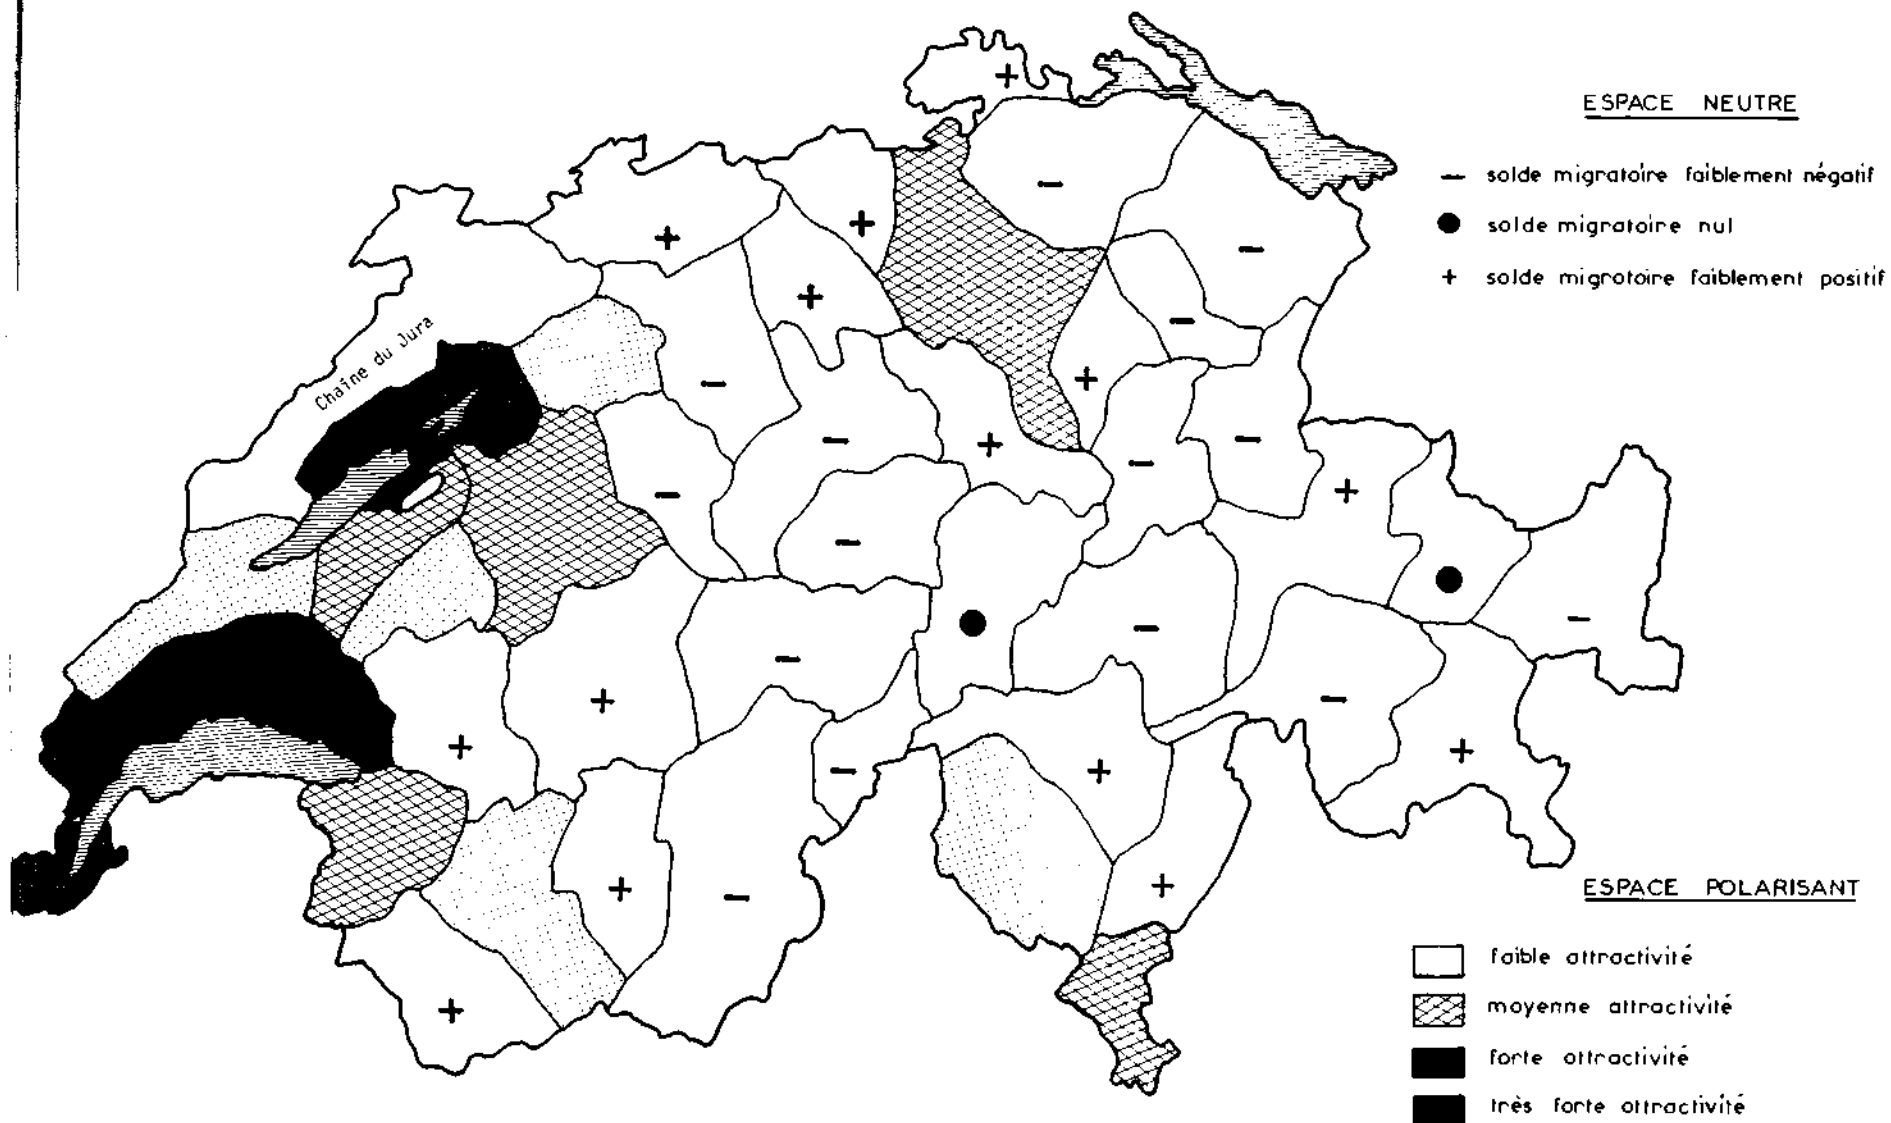 Chaîne du Jura
ESPACE NEUTRE
– solde migratoire faiblement négatif
● solde migratoire nul
+ solde migratoire faiblement positif
ESPACE POLARISANT
faible attractivité
moyenne attractivité
forte attractivité
très forte attractivité